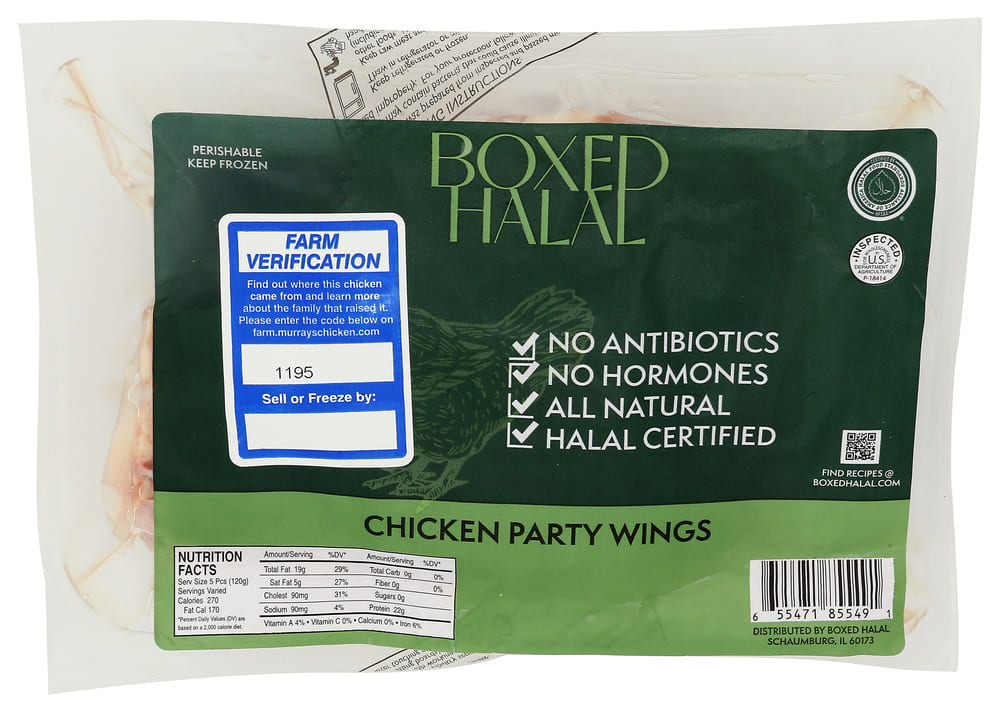 PERISHABLE
KEEP FROZEN
BOXED
HALAL
INSPECTED
U.S.
DEPARTMENT OF
AGRICULTURE
P-18414
FARM
VERIFICATION
Find out where this chicken
came from and learn more
about the family that raised it.
Please enter the code below on
farm.murrayschicken.com
1195
Sell or Freeze by:
NO ANTIBIOTICS
NO HORMONES
ALL NATURAL
HALAL CERTIFIED
FIND RECIPES @
BOXEDHALAL.COM
CHICKEN PARTY WINGS
NUTRITION
FACTS
Serv Size 5 Pcs (120g)
Servings Varied
Calories 270
Fat Cal 170
*Percent Daily Values (DV) are
based on a 2,000 calorie diet.
Amount/Serving %DV* Amount/Serving %DV*
Total Fat 19g 29% Total Carb 0g 0%
Sat Fat 5g 27% Fiber 0g 0%
Cholest 90mg 31% Sugars 0g
Sodium 90mg 4% Protein 22g
Vitamin A 4% • Vitamin C 0% • Calcium 0% • Iron 6%
6 55471 85549 1
DISTRIBUTED BY BOXED HALAL
SCHAUMBURG, IL 60173